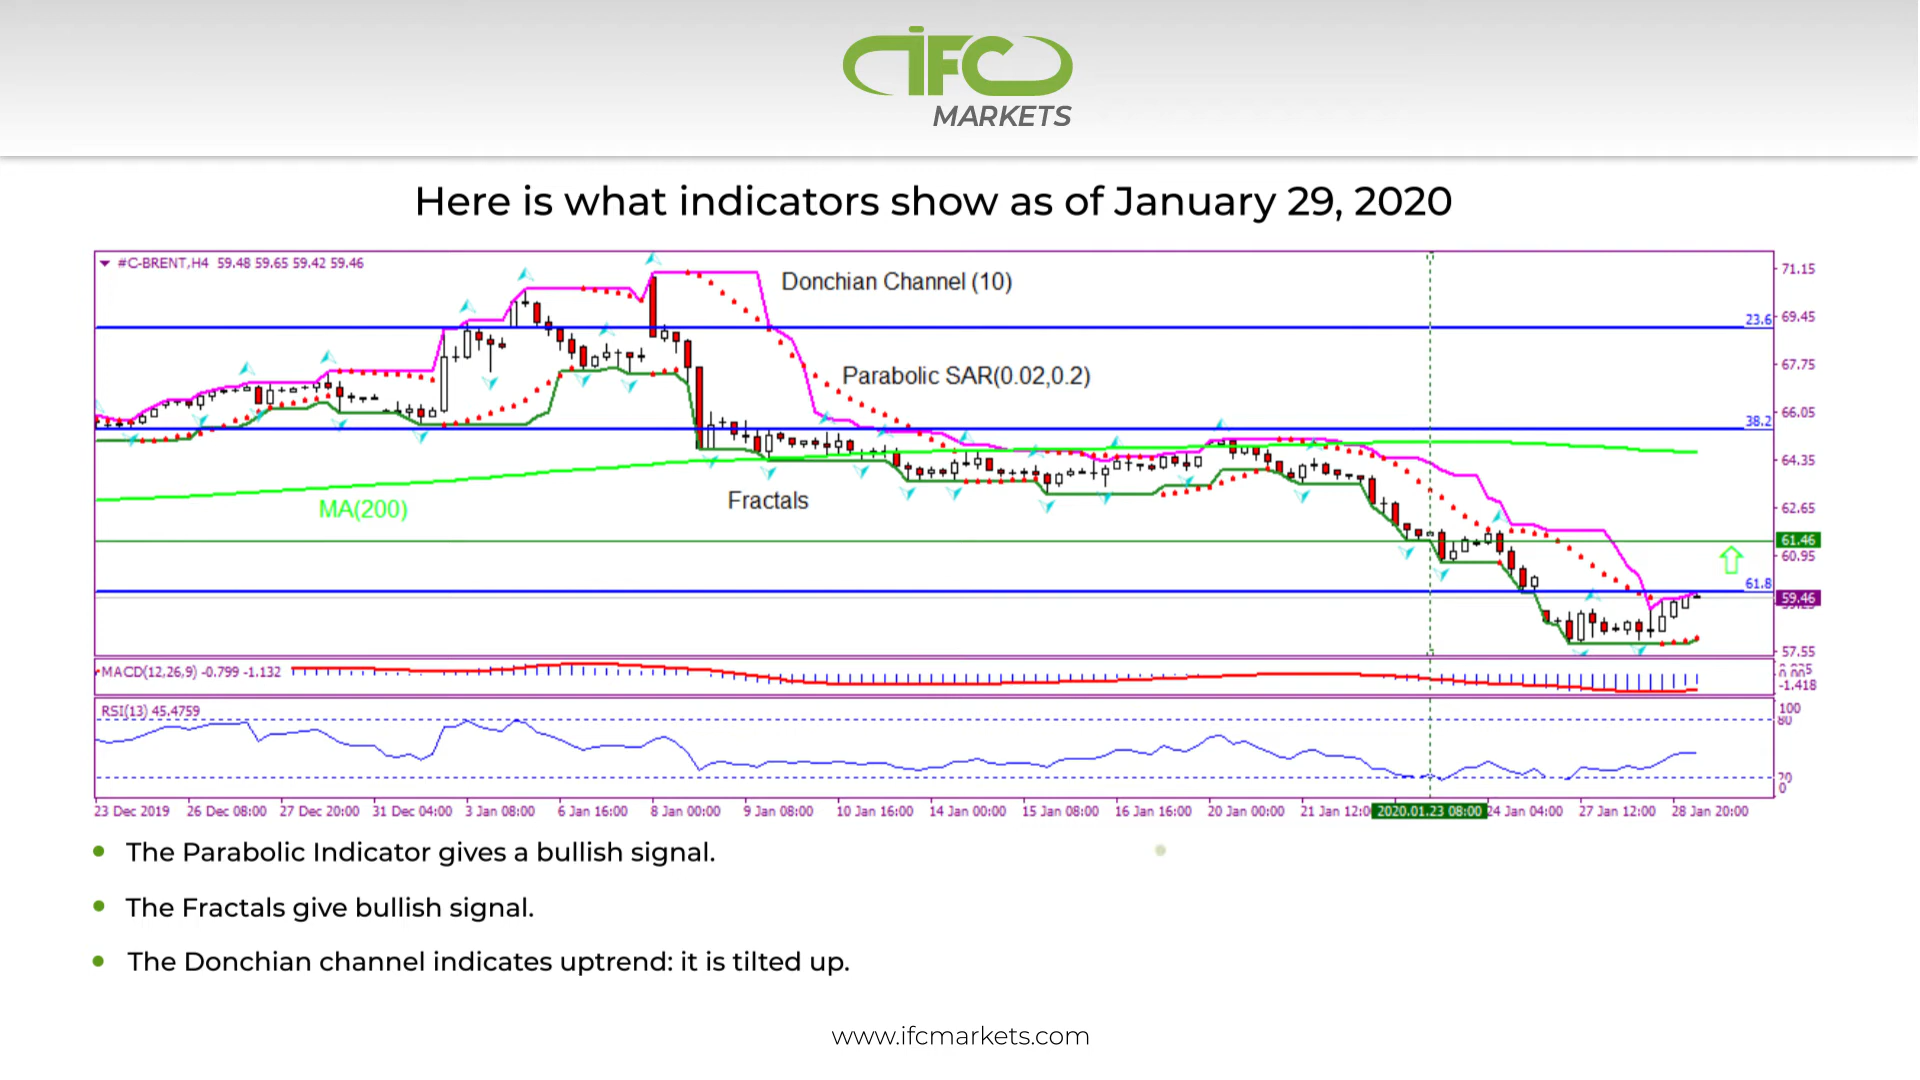 IFC
MARKETS
Here is what indicators show as of January 29, 2020
#C-BRENT,H4 59.48 59.65 59.42 59.46
Donchian Channel (10)
71.15
23.6
69.45
67.75
Parabolic SAR(0.02,0.2)
66.05
38.2
64.35
Fractals
MA(200)
62.65
61.46
60.95
61.8
59.46
57.55
MACD(12,26,9) -0.799 -1.132
-1.418
RSI(13) 45.4759
100
80
20
0
23 Dec 2019 26 Dec 08:00 27 Dec 20:00 31 Dec 04:00 3 Jan 08:00 6 Jan 16:00 8 Jan 00:00 9 Jan 08:00 10 Jan 16:00 14 Jan 00:00 15 Jan 08:00 16 Jan 16:00 20 Jan 00:00 21 Jan 12:00 2020.01.23 08:00 24 Jan 04:00 27 Jan 12:00 28 Jan 20:00
The Parabolic Indicator gives a bullish signal.
The Fractals give bullish signal.
The Donchian channel indicates uptrend: it is tilted up.
www.ifcmarkets.com